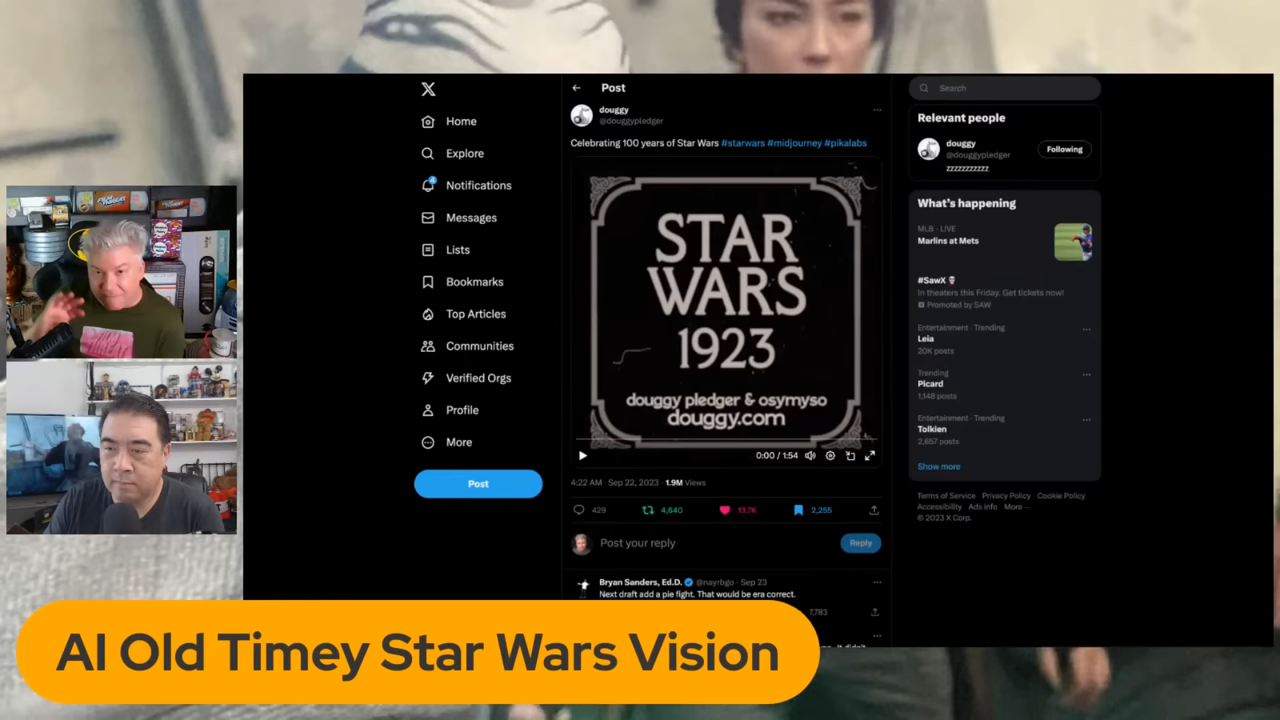 Home
Explore
Notifications
Messages
Lists
Bookmarks
Top Articles
Communities
Verified Orgs
Profile
More
Post
Post
douggy
@douggypledger
Celebrating 100 years of Star Wars #starwars #midjourney #pikalabs
STAR
WARS
1923
douggy pledger & osymyso
douggy.com
0:00 / 1:54
4:22 AM · Sep 22, 2023 · 1.9M Views
429
4,640
13.7K
2,255
Post your reply
Reply
Bryan Sanders, Ed.D. @nayrbgo · Sep 23
Next draft add a pie fight. That would be era correct.
7,783
Search
Relevant people
douggy
@douggypledger
Following
zzzzzzzzzzz
What's happening
MLB · LIVE
Marlins at Mets
#SawX
In theaters this Friday. Get tickets now!
Promoted by SAW
Entertainment · Trending
Leia
20K posts
Trending
Picard
1,148 posts
Entertainment · Trending
Tolkien
2,657 posts
Show more
Terms of Service Privacy Policy Cookie Policy
Accessibility Ads info More ···
© 2023 X Corp.
AI Old Timey Star Wars Vision